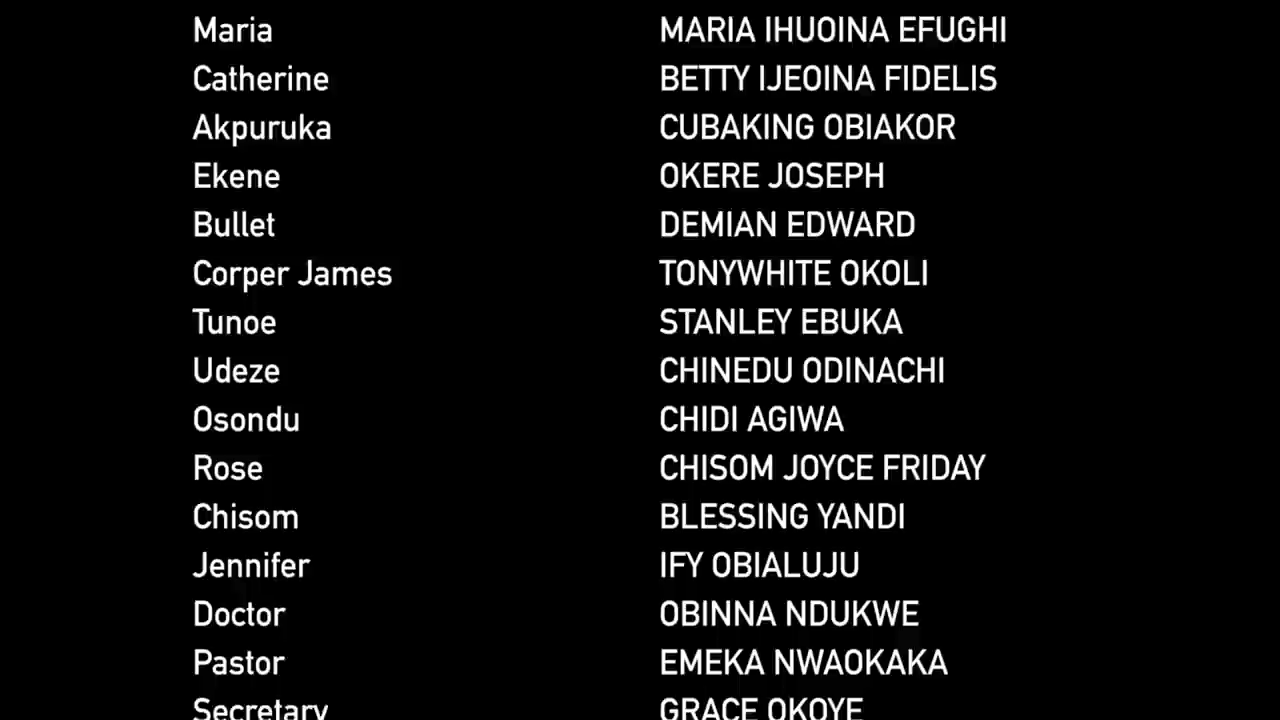 Maria MARIA IHUOINA EFUGHI
Catherine BETTY IJEOINA FIDELIS
Akpuruka CUBAKING OBIAKOR
Ekene OKERE JOSEPH
Bullet DEMIAN EDWARD
Corper James TONYWHITE OKOLI
Tunoe STANLEY EBUKA
Udeze CHINEDU ODINACHI
Osondu CHIDI AGIWA
Rose CHISOM JOYCE FRIDAY
Chisom BLESSING YANDI
Jennifer IFY OBIALUJU
Doctor OBINNA NDUKWE
Pastor EMEKA NWAOKAKA
Secretary GRACE OKOYE